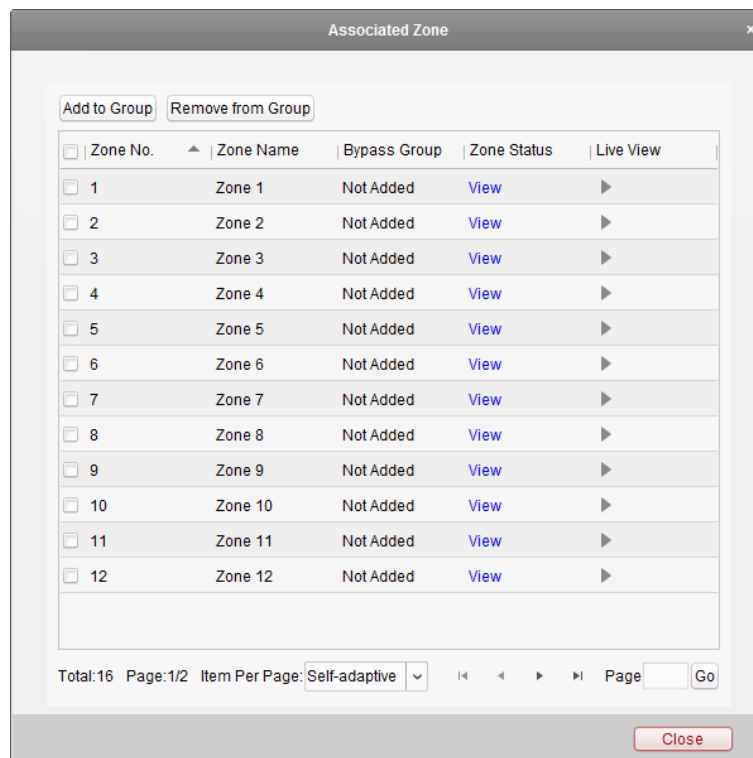 Associated Zone ×
Add to Group Remove from Group
Zone No. Zone Name Bypass Group Zone Status Live View
1 Zone 1 Not Added View
2 Zone 2 Not Added View
3 Zone 3 Not Added View
4 Zone 4 Not Added View
5 Zone 5 Not Added View
6 Zone 6 Not Added View
7 Zone 7 Not Added View
8 Zone 8 Not Added View
9 Zone 9 Not Added View
10 Zone 10 Not Added View
11 Zone 11 Not Added View
12 Zone 12 Not Added View
Total:16 Page:1/2 Item Per Page: Self-adaptive Page Go
Close